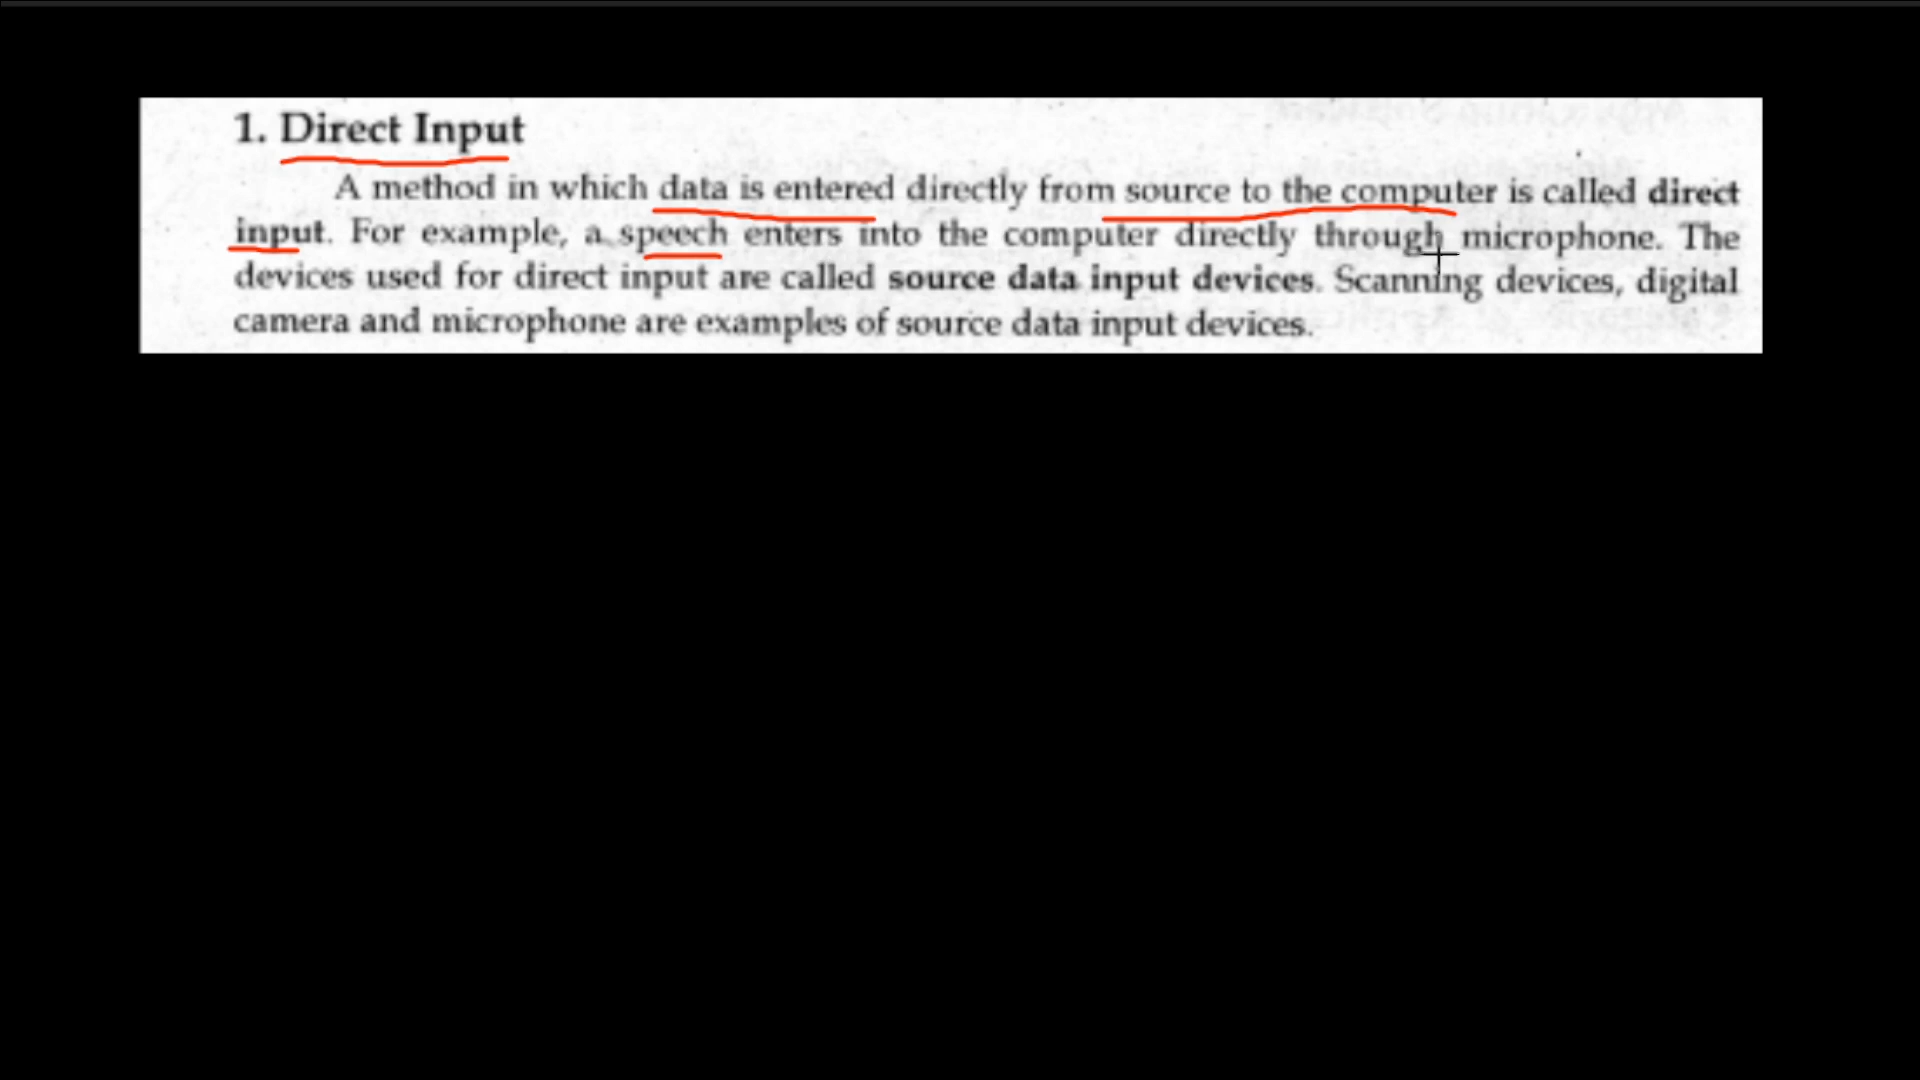 1. Direct Input
A method in which data is entered directly from source to the computer is called direct
input. For example, a speech enters into the computer directly through microphone. The
devices used for direct input are called source data input devices. Scanning devices, digital
camera and microphone are examples of source data input devices.